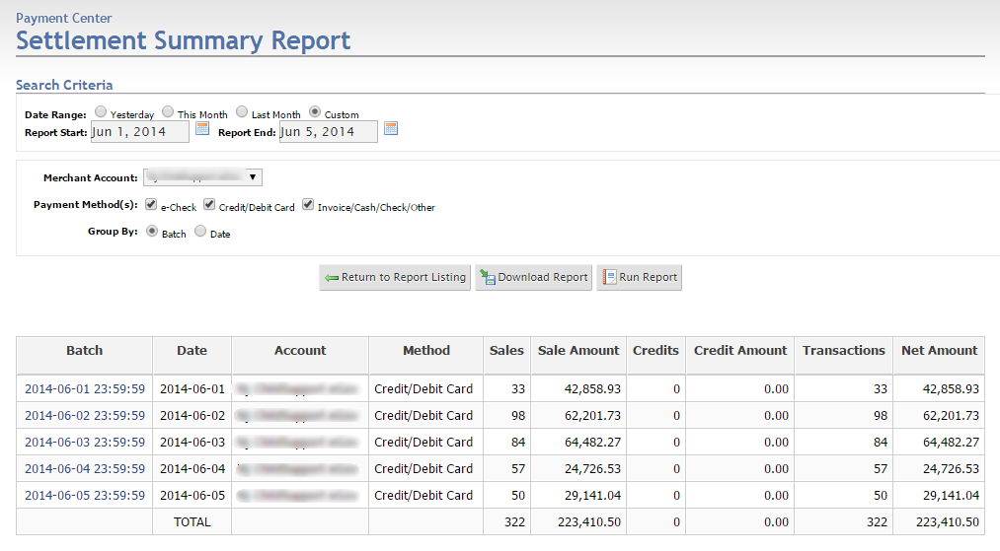 Payment Center
Settlement Summary Report
Search Criteria
Date Range: Yesterday This Month Last Month Custom
Report Start: Jun 1, 2014 Report End: Jun 5, 2014
Merchant Account:
Payment Method(s): e-Check Credit/Debit Card Invoice/Cash/Check/Other
Group By: Batch Date
Return to Report Listing Download Report Run Report
Batch Date Account Method Sales Sale Amount Credits Credit Amount Transactions Net Amount
2014-06-01 23:59:59 2014-06-01 Credit/Debit Card 33 42,858.93 0 0.00 33 42,858.93
2014-06-02 23:59:59 2014-06-02 Credit/Debit Card 98 62,201.73 0 0.00 98 62,201.73
2014-06-03 23:59:59 2014-06-03 Credit/Debit Card 84 64,482.27 0 0.00 84 64,482.27
2014-06-04 23:59:59 2014-06-04 Credit/Debit Card 57 24,726.53 0 0.00 57 24,726.53
2014-06-05 23:59:59 2014-06-05 Credit/Debit Card 50 29,141.04 0 0.00 50 29,141.04
TOTAL 322 223,410.50 0 0.00 322 223,410.50